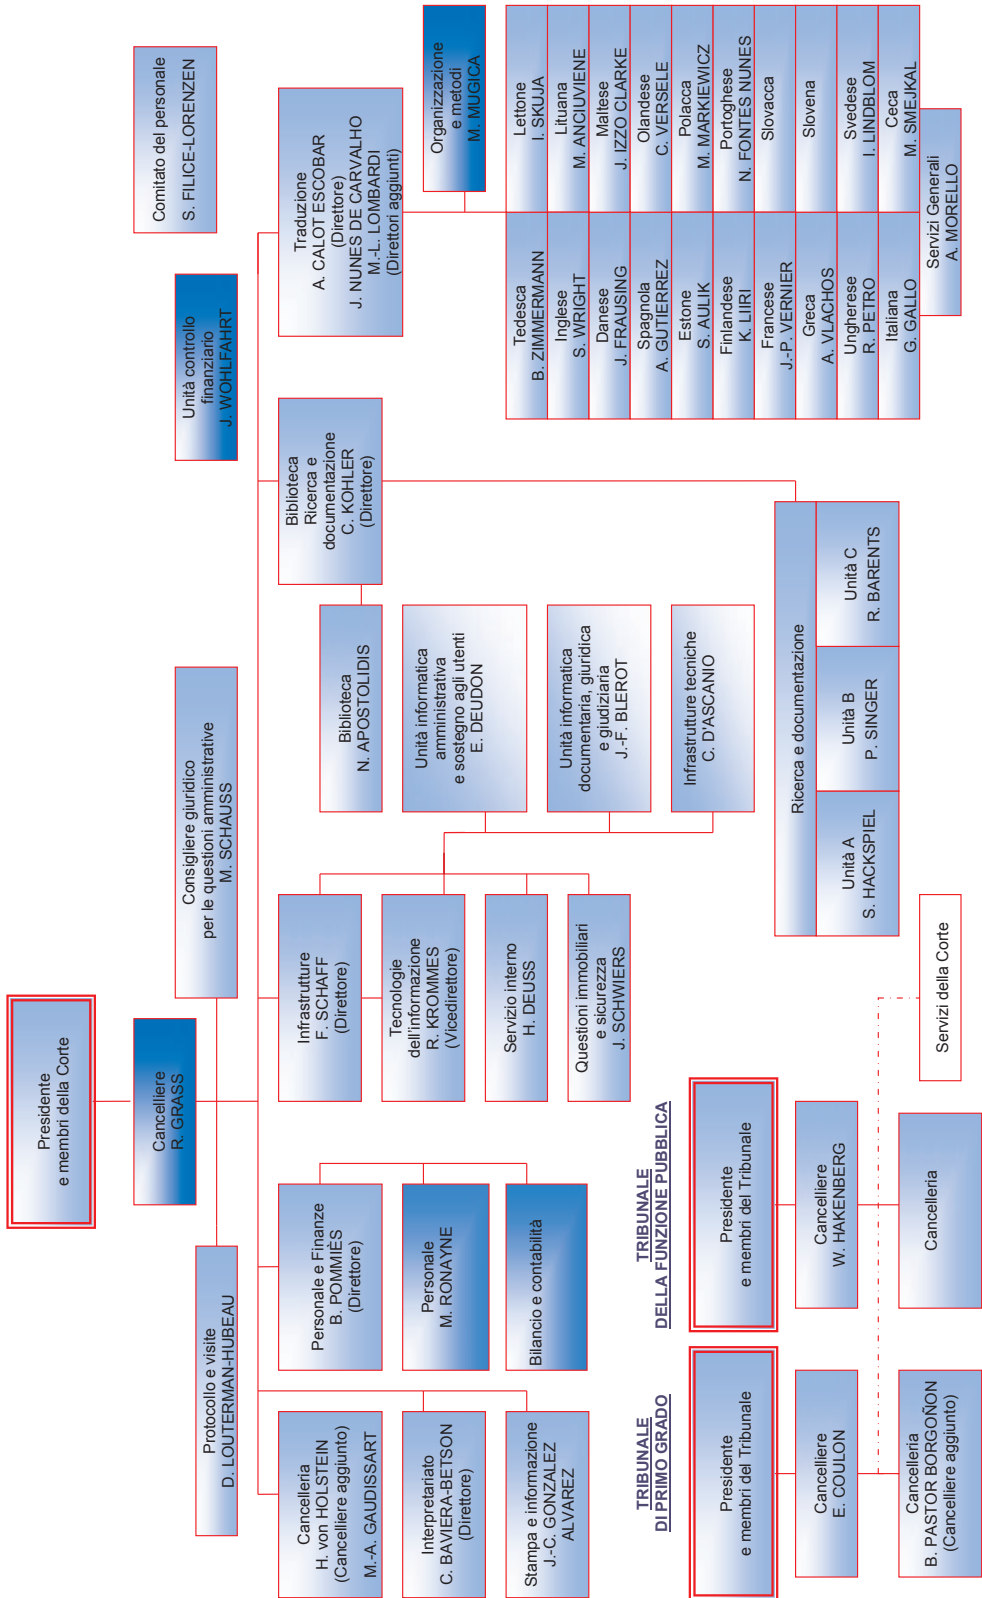 Presidente
e membri della Corte
Cancelliere
R. GRASS
Protocollo e visite
D. LOUTERMAN-HUBEAU
Consigliere giuridico
per le questioni amministrative
M. SCHAUSS
Unità controllo
finanziario
J. WOHLFAHRT
Comitato del personale
S. FILICE-LORENZEN
Cancelleria
H. von HOLSTEIN
(Cancelliere aggiunto)
M.-A. GAUDISSART
Interpretariato
C. BAVIERA-BETSON
(Direttore)
Stampa e informazione
J.-C. GONZALEZ
ALVAREZ
Personale e Finanze
B. POMMIÈS
(Direttore)
Personale
M. RONAYNE
Bilancio e contabilità
Infrastrutture
F. SCHAFF
(Direttore)
Tecnologie
dell'informazione
R. KROMMES
(Vicedirettore)
Servizio interno
H. DEUSS
Questioni immobiliari
e sicurezza
J. SCHWIERS
Biblioteca
Ricerca e
documentazione
C. KOHLER
(Direttore)
Biblioteca
N. APOSTOLIDIS
Unità informatica
amministrativa
e sostegno agli utenti
E. DEUDON
Unità informatica
documentaria, giuridica
e giudiziaria
J.-F. BLEROT
Infrastrutture tecniche
C. D'ASCANIO
Ricerca e documentazione
Unità A
S. HACKSPIEL
Unità B
P. SINGER
Unità C
R. BARENTS
Traduzione
A. CALOT ESCOBAR
(Direttore)
J. NUNES DE CARVALHO
M.-L. LOMBARDI
(Direttori aggiunti)
Organizzazione
e metodi
M. MUGICA
Tedesca
B. ZIMMERMANN
Lettone
I. SKUJA
Inglese
S. WRIGHT
Lituana
M. ANCIUVIENE
Danese
J. FRAUSING
Maltese
J. IZZO CLARKE
Spagnola
A. GUTIERREZ
Olandese
C. VERSELE
Estone
S. AULIK
Polacca
M. MARKIEWICZ
Finlandese
K. LIIRI
Portoghese
N. FONTES NUNES
Francese
J.-P. VERNIER
Slovacca
Greca
A. VLACHOS
Slovena
Ungherese
R. PETRO
Svedese
I. LINDBLOM
Italiana
G. GALLO
Ceca
M. SMEJKAL
Servizi Generali
A. MORELLO
TRIBUNALE
DI PRIMO GRADO
Presidente
e membri del Tribunale
Cancelliere
E. COULON
Cancelleria
B. PASTOR BORGOÑON
(Cancelliere aggiunto)
TRIBUNALE
DELLA FUNZIONE PUBBLICA
Presidente
e membri del Tribunale
Cancelliere
W. HAKENBERG
Cancelleria
Servizi della Corte